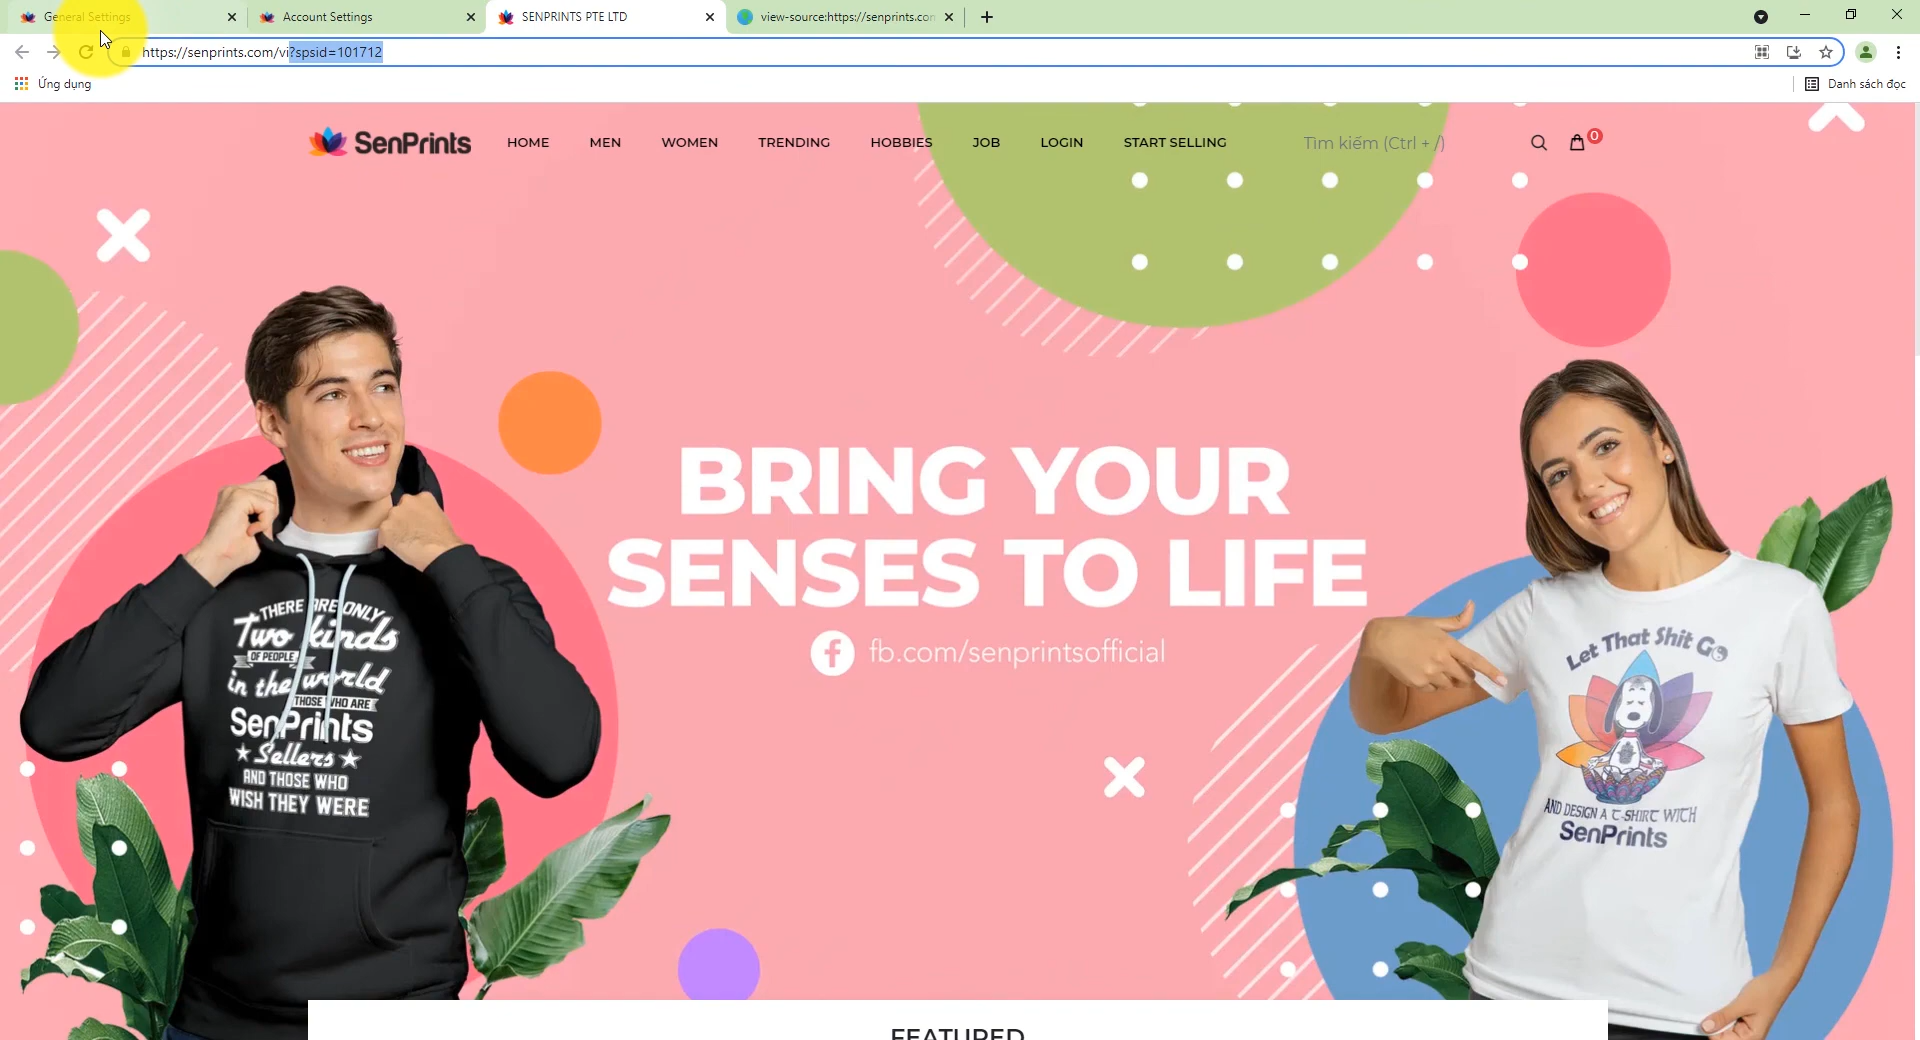 General Settings
Account Settings
SENPRINTS PTE LTD
view-source:https://senprints.com
https://senprints.com/vi?spsid=101712
Ứng dụng
Danh sách đọc
SenPrints
HOME
MEN
WOMEN
TRENDING
HOBBIES
JOB
LOGIN
START SELLING
Tìm kiếm (Ctrl + /)
0
BRING YOUR
SENSES TO LIFE
fb.com/senprintsofficial
THERE ARE ONLY
Two kinds
OF PEOPLE
in the world
THOSE WHO ARE
SenPrints
Sellers
AND THOSE WHO
WISH THEY WERE
Let That Shit Go
AND DESIGN A T-SHIRT WITH
SenPrints
FEATURED